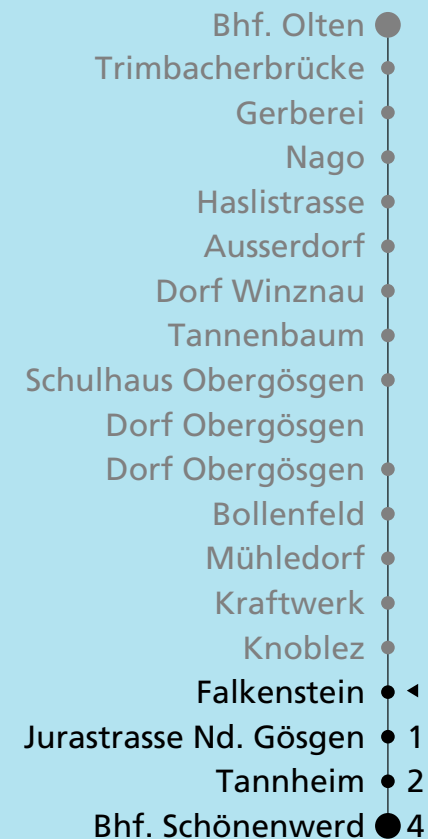 Bhf. Olten
Trimbacherbrücke
Gerberei
Nago
Haslistrasse
Ausserdorf
Dorf Winznau
Tannenbaum
Schulhaus Obergösgen
Dorf Obergösgen
Dorf Obergösgen
Bollenfeld
Mühledorf
Kraftwerk
Knoblez
Falkenstein
Jurastrasse Nd. Gösgen 1
Tannheim 2
Bhf. Schönenwerd 4